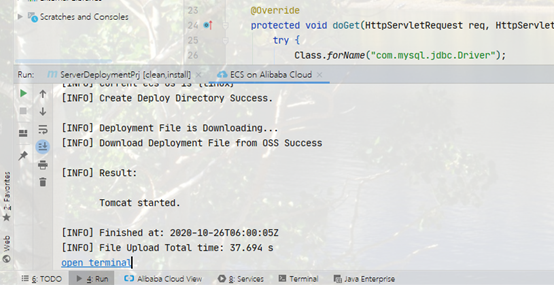 Scratches and Consoles
23
24
25
26
@Override
protected void doGet(HttpServletRequest req, HttpServlet
try {
Class.forName("com.mysql.jdbc.Driver");
Run:
ServerDeploymentPrj [clean,install]
ECS on Alibaba Cloud
[INFO] Current ECS OS is [linux]
[INFO] Create Deploy Directory Success.
[INFO] Deployment File is Downloading...
[INFO] Download Deployment File from OSS Success
[INFO] Result:
Tomcat started.
[INFO] Finished at: 2020-10-26T06:00:05Z
[INFO] File Upload Total time: 37.694 s
open terminal
2: Favorites
Web
6: TODO
4: Run
Alibaba Cloud View
8: Services
Terminal
Java Enterprise